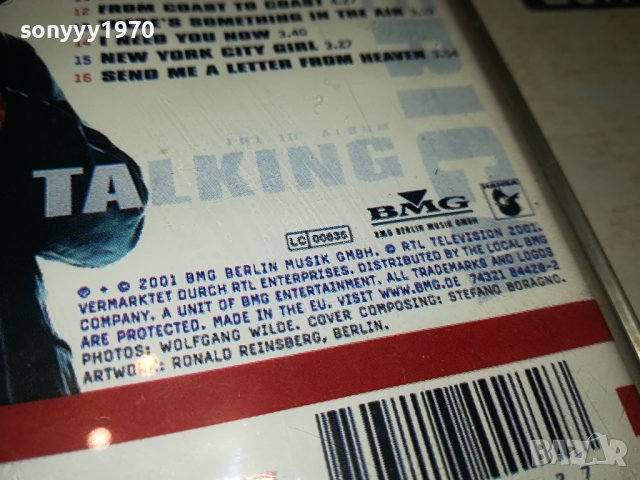 sonyyy1970
12 FROM COAST TO COAST
SOMETHING IN THE AIR
14 I NEED YOU NOW 3.40
15 NEW YORK CITY GIRL 3.27
16 SEND ME A LETTER FROM HEAVEN 3.54
ALBUM
TALKING
BMG
BMG BERLIN MUSIK GMBH
HANSA
LC 00835
© 2001 BMG BERLIN MUSIK GMBH. © RTL TELEVISION 2001.
VERMARKTET DURCH RTL ENTERPRISES. DISTRIBUTED BY THE LOCAL BMG
COMPANY. A UNIT OF BMG ENTERTAINMENT. ALL TRADEMARKS AND LOGOS
ARE PROTECTED. MADE IN THE EU. VISIT WWW.BMG.DE 74321 84428-2
PHOTOS: WOLFGANG WILDE. COVER COMPOSING: STEFANO BORAGNO.
ARTWORK: RONALD REINSBERG, BERLIN.
2 7
BAZAR